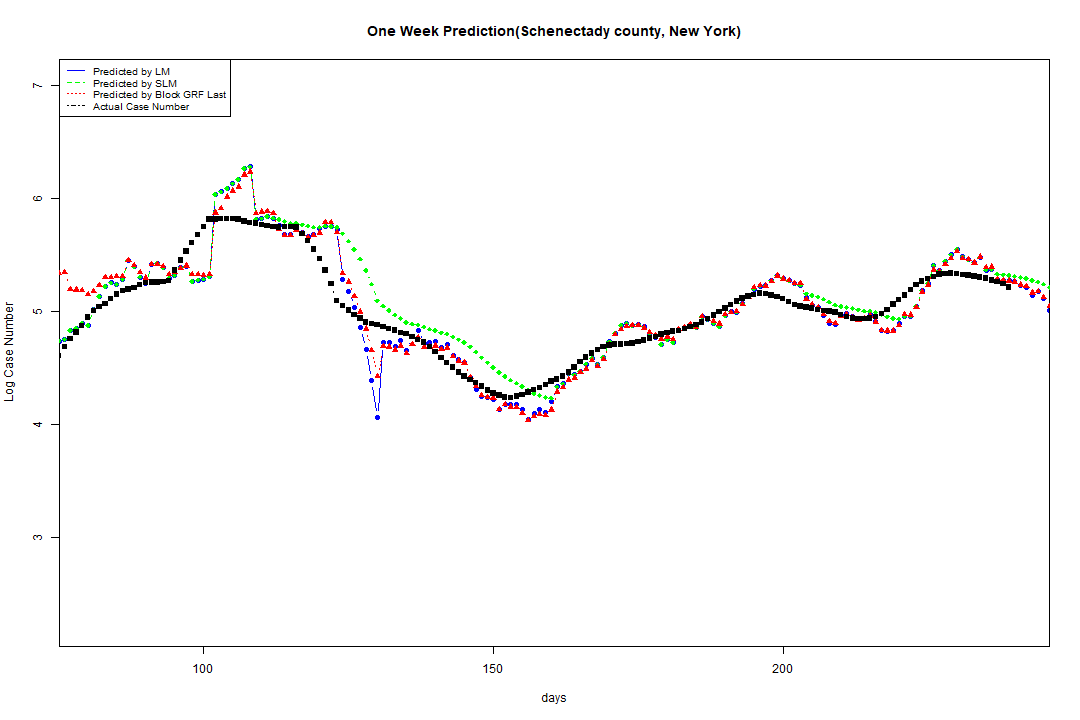 One Week Prediction(Schenectady county, New York)
Predicted by LM
Predicted by SLM
Predicted by Block GRF Last
Actual Case Number
7
6
5
4
3
Log Case Number
100 150 200
days